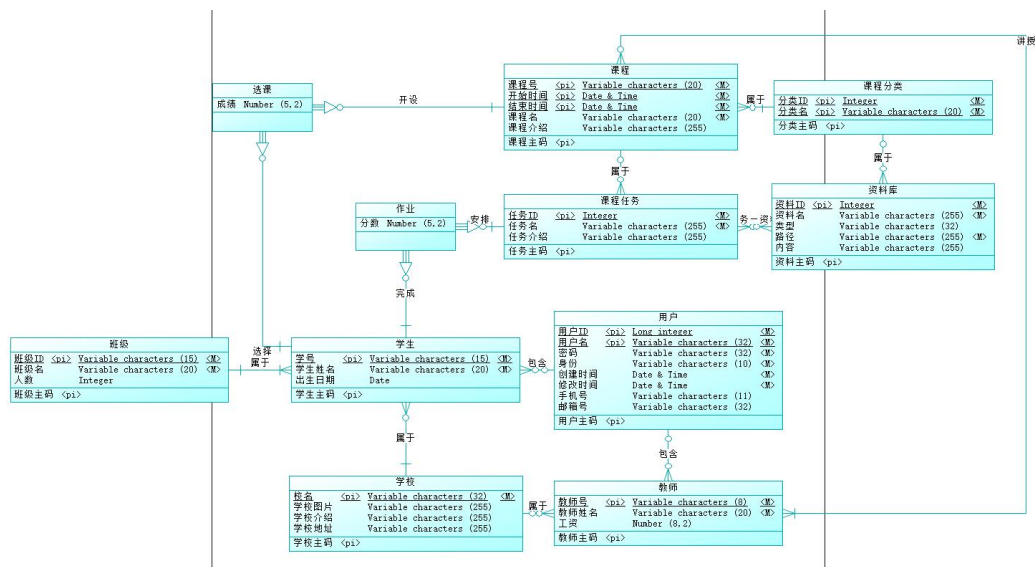 讲授
课程
课程号 <pi> Variable characters (20) <M>
开始时间 <pi> Date & Time <M>
结束时间 <pi> Date & Time <M>
课程名 Variable characters (20) <M>
课程介绍 Variable characters (255)
课程主码 <pi>
选课
成绩 Number (5,2)
开设
属于
课程分类
分类ID <pi> Integer <M>
分类名 <pi> Variable characters (20) <M>
分类主码 <pi>
属于
属于
作业
分数 Number (5,2)
安排
课程任务
任务ID <pi> Integer <M>
任务名 Variable characters (255) <M>
任务介绍 Variable characters (255)
任务主码 <pi>
务－资
资料库
资料ID <pi> Integer <M>
资料名 Variable characters (255) <M>
类型 Variable characters (32)
路径 Variable characters (255) <M>
内容 Variable characters (255)
资料主码 <pi>
完成
班级
班级ID <pi> Variable characters (15) <M>
班级名 Variable characters (20) <M>
人数 Integer
班级主码 <pi>
选择
属于
学生
学号 <pi> Variable characters (15) <M>
学生姓名 Variable characters (20) <M>
出生日期 Date
学生主码 <pi>
包含
用户
用户ID <pi> Long integer <M>
用户名 <pi> Variable characters (32) <M>
密码 Variable characters (32) <M>
身份 Variable characters (10) <M>
创建时间 Date & Time <M>
修改时间 Date & Time <M>
手机号 Variable characters (11)
邮箱号 Variable characters (32)
用户主码 <pi>
属于
包含
学校
校名 <pi> Variable characters (32) <M>
学校图片 Variable characters (255)
学校介绍 Variable characters (255)
学校地址 Variable characters (255)
学校主码 <pi>
属于
教师
教师号 <pi> Variable characters (8) <M>
教师姓名 Variable characters (20) <M>
工资 Number (8,2)
教师主码 <pi>